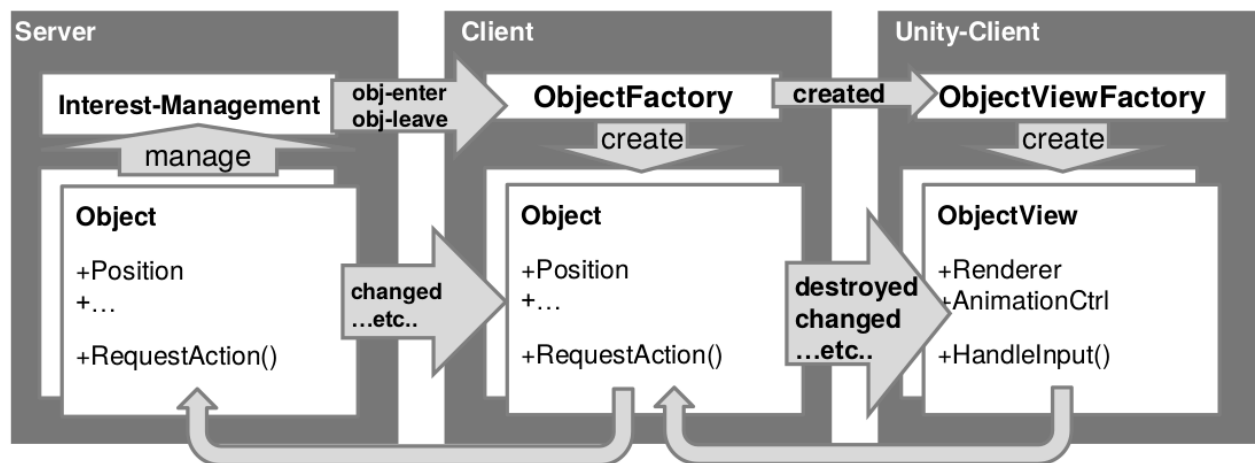 Server
Interest-Management
manage
Object
+Position
+...
+RequestAction()
obj-enter
obj-leave
changed
...etc..
Client
ObjectFactory
create
Object
+Position
+...
+RequestAction()
created
destroyed
changed
...etc..
Unity-Client
ObjectViewFactory
create
ObjectView
+Renderer
+AnimationCtrl
+HandleInput()